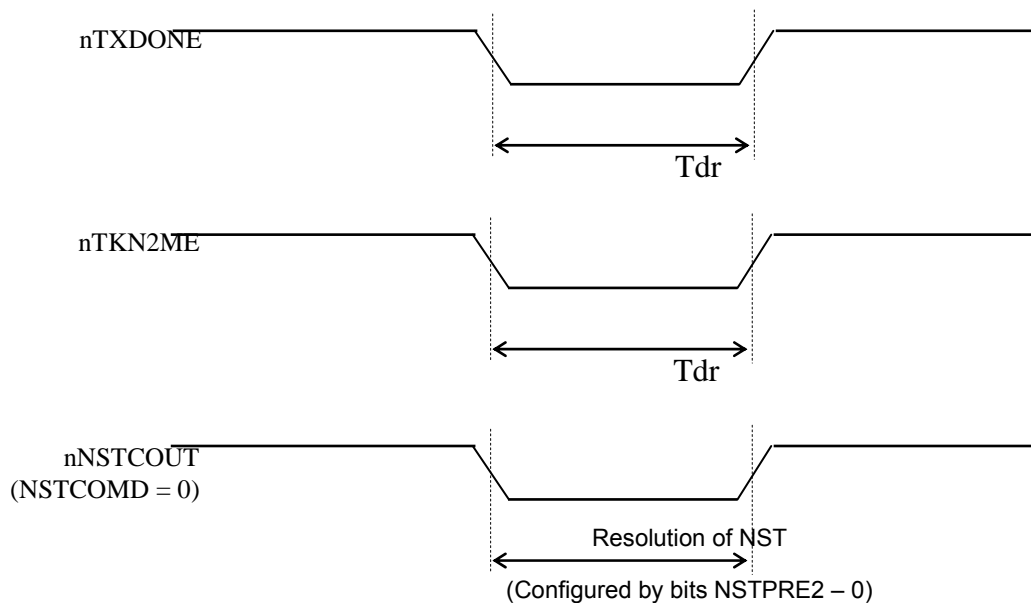 nTXDONE
Tdr
nTKN2ME
Tdr
nNSTCOUT
(NSTCOMD = 0)
Resolution of NST
(Configured by bits NSTPRE2 – 0)